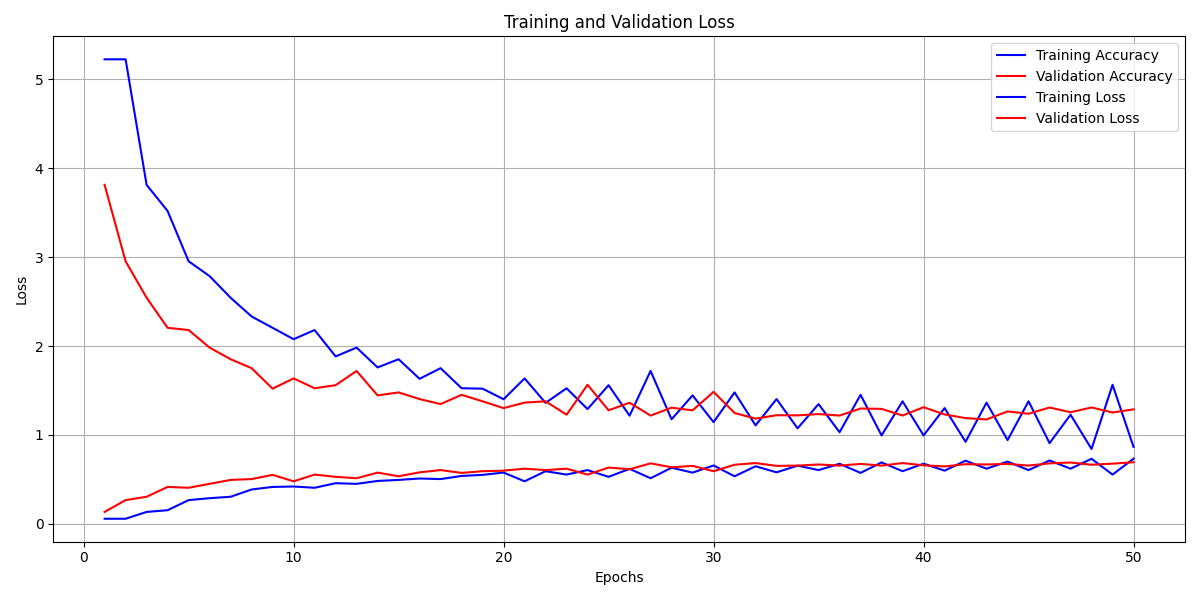 Training and Validation Loss
Training Accuracy
Validation Accuracy
Training Loss
Validation Loss
5
4
3
2
1
0
Loss
0 10 20 30 40 50
Epochs